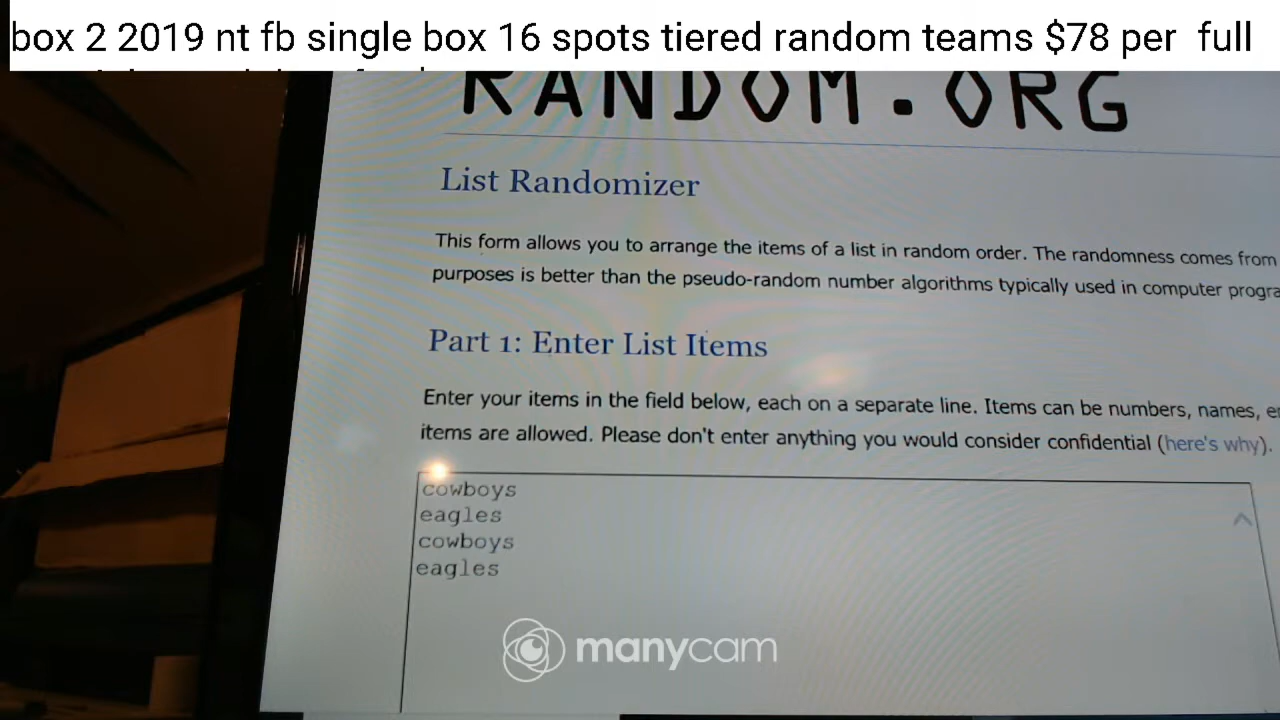 box 2 2019 nt fb single box 16 spots tiered random teams $78 per full
RANDOM.ORG
List Randomizer
This form allows you to arrange the items of a list in random order. The randomness comes from
purposes is better than the pseudo-random number algorithms typically used in computer progra
Part 1: Enter List Items
Enter your items in the field below, each on a separate line. Items can be numbers, names, e
items are allowed. Please don't enter anything you would consider confidential (here's why).
cowboys
eagles
cowboys
eagles
manycam